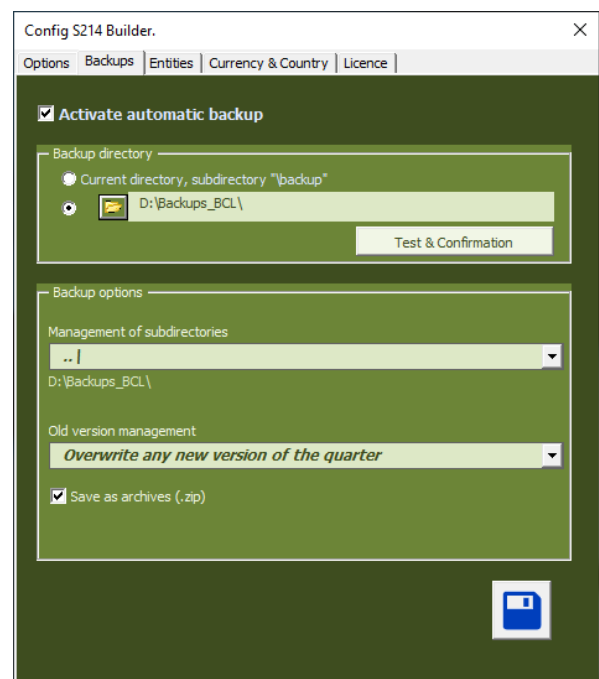 Config S214 Builder.
Options Backups Entities Currency & Country Licence
Activate automatic backup
Backup directory
Current directory, subdirectory "\backup"
D:\Backups_BCL\
Test & Confirmation
Backup options
Management of subdirectories
.. |
D:\Backups_BCL\
Old version management
Overwrite any new version of the quarter
Save as archives (.zip)